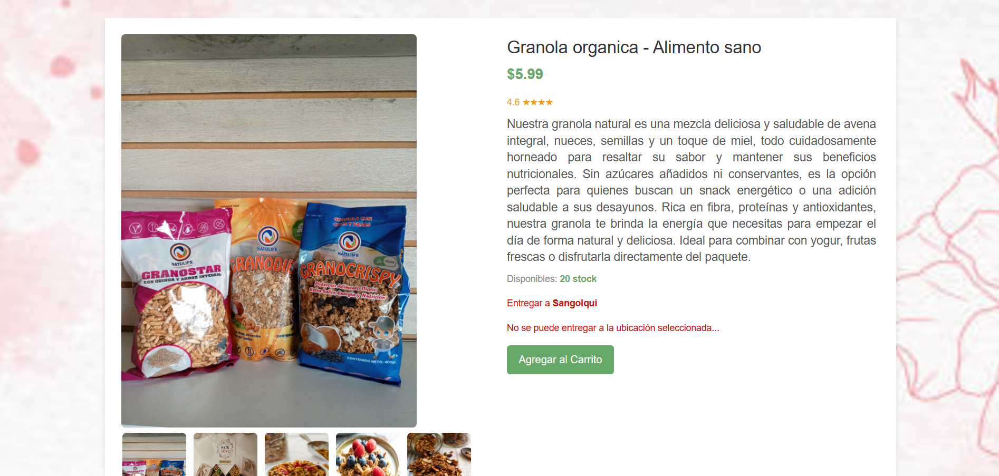 Granola organica - Alimento sano
$5.99
4.6 ★★★★
Nuestra granola natural es una mezcla deliciosa y saludable de avena
integral, nueces, semillas y un toque de miel, todo cuidadosamente
horneado para resaltar su sabor y mantener sus beneficios
nutricionales. Sin azúcares añadidos ni conservantes, es la opción
perfecta para quienes buscan un snack energético o una adición
saludable a sus desayunos. Rica en fibra, proteínas y antioxidantes,
nuestra granola te brinda la energía que necesitas para empezar el
día de forma natural y deliciosa. Ideal para combinar con yogur, frutas
frescas o disfrutarla directamente del paquete.
Disponibles: 20 stock
Entregar a Sangolqui
No se puede entregar a la ubicación seleccionada...
Agregar al Carrito
NATULIFE
GRANOSTAR
CON QUINUA Y ARROZ INTEGRAL
NATULIFE
GRANODIE
GRANOLA CON
COCO Y PASAS
NATULIFE
GRANOCRISPY
Poderoso Alimento Diario
Extra Sabor, Energía y Nutrición
CONTENIDO NETO: 400gr.
NATU
LOVE